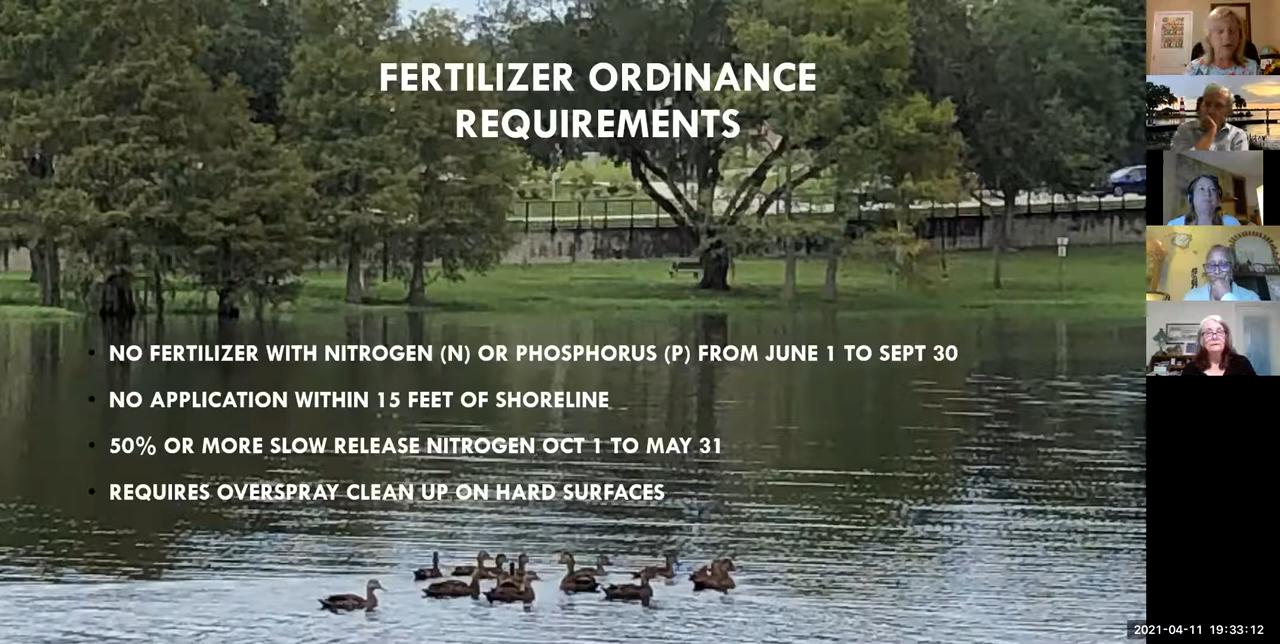 FERTILIZER ORDINANCE
REQUIREMENTS
• NO FERTILIZER WITH NITROGEN (N) OR PHOSPHORUS (P) FROM JUNE 1 TO SEPT 30
• NO APPLICATION WITHIN 15 FEET OF SHORELINE
• 50% OR MORE SLOW RELEASE NITROGEN OCT 1 TO MAY 31
• REQUIRES OVERSPRAY CLEAN UP ON HARD SURFACES
2021-04-11 19:33:12